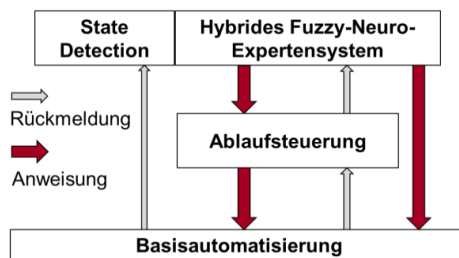 State
Detection
Hybrides Fuzzy-Neuro-
Expertensystem
Rückmeldung
Ablaufsteuerung
Anweisung
Basisautomatisierung